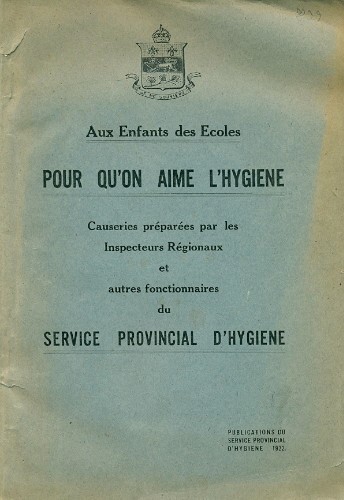 Aux Enfants des Ecoles
POUR QU'ON AIME L'HYGIENE
Causeries préparées par les
Inspecteurs Régionaux
et
autres fonctionnaires
du
SERVICE PROVINCIAL D'HYGIENE
PUBLICATIONS DU
SERVICE PROVINCIAL
D'HYGIENE 1922.